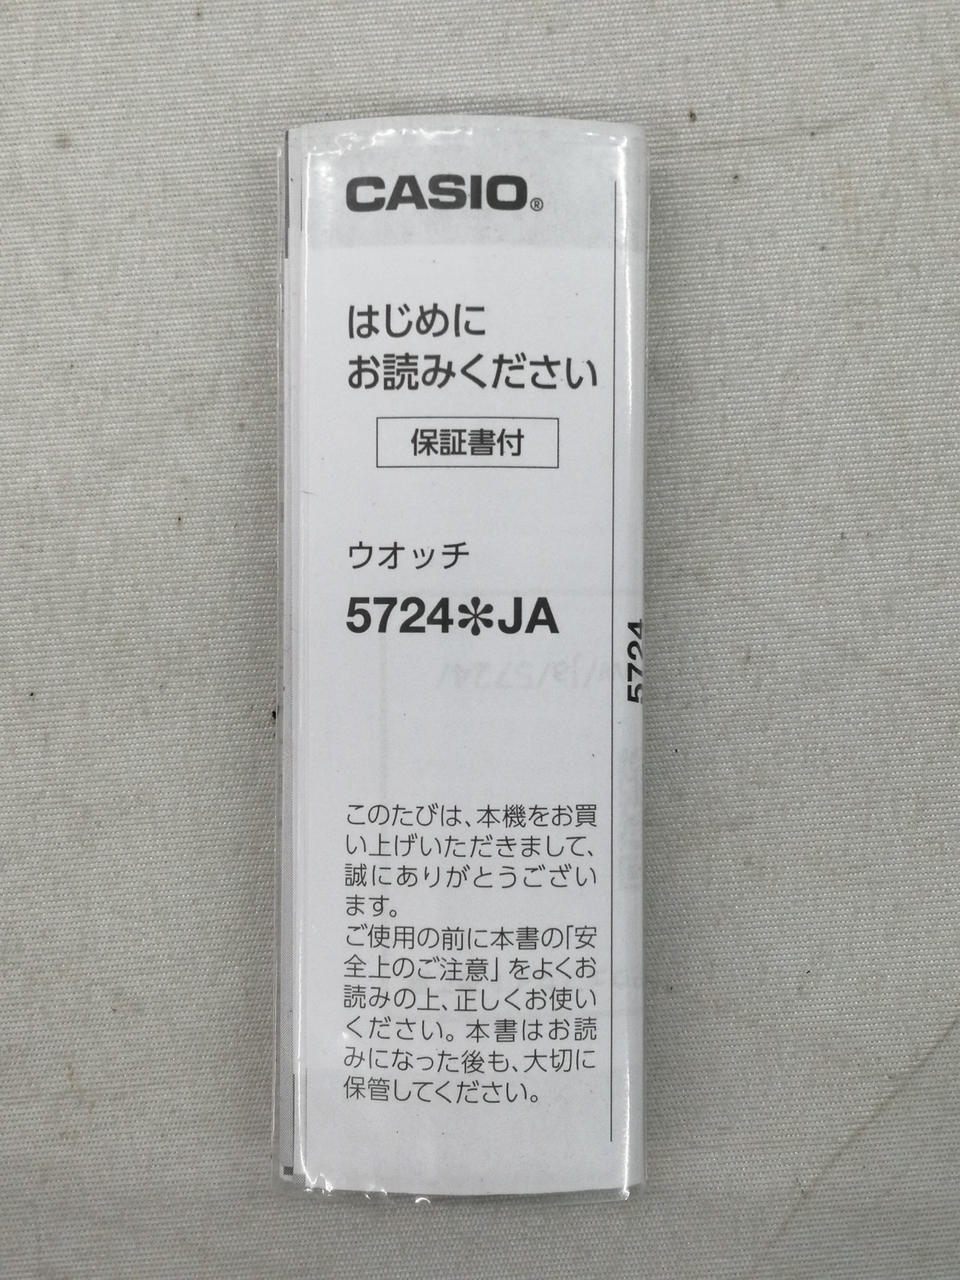 CASIO®
はじめに
お読みください
保証書付
ウオッチ
5724✻JA
5724
このたびは、本機をお買
い上げいただきまして、
誠にありがとうござい
ます。
ご使用の前に本書の「安
全上のご注意」をよくお
読みの上、正しくお使い
ください。本書はお読
みになった後も、大切に
保管してください。